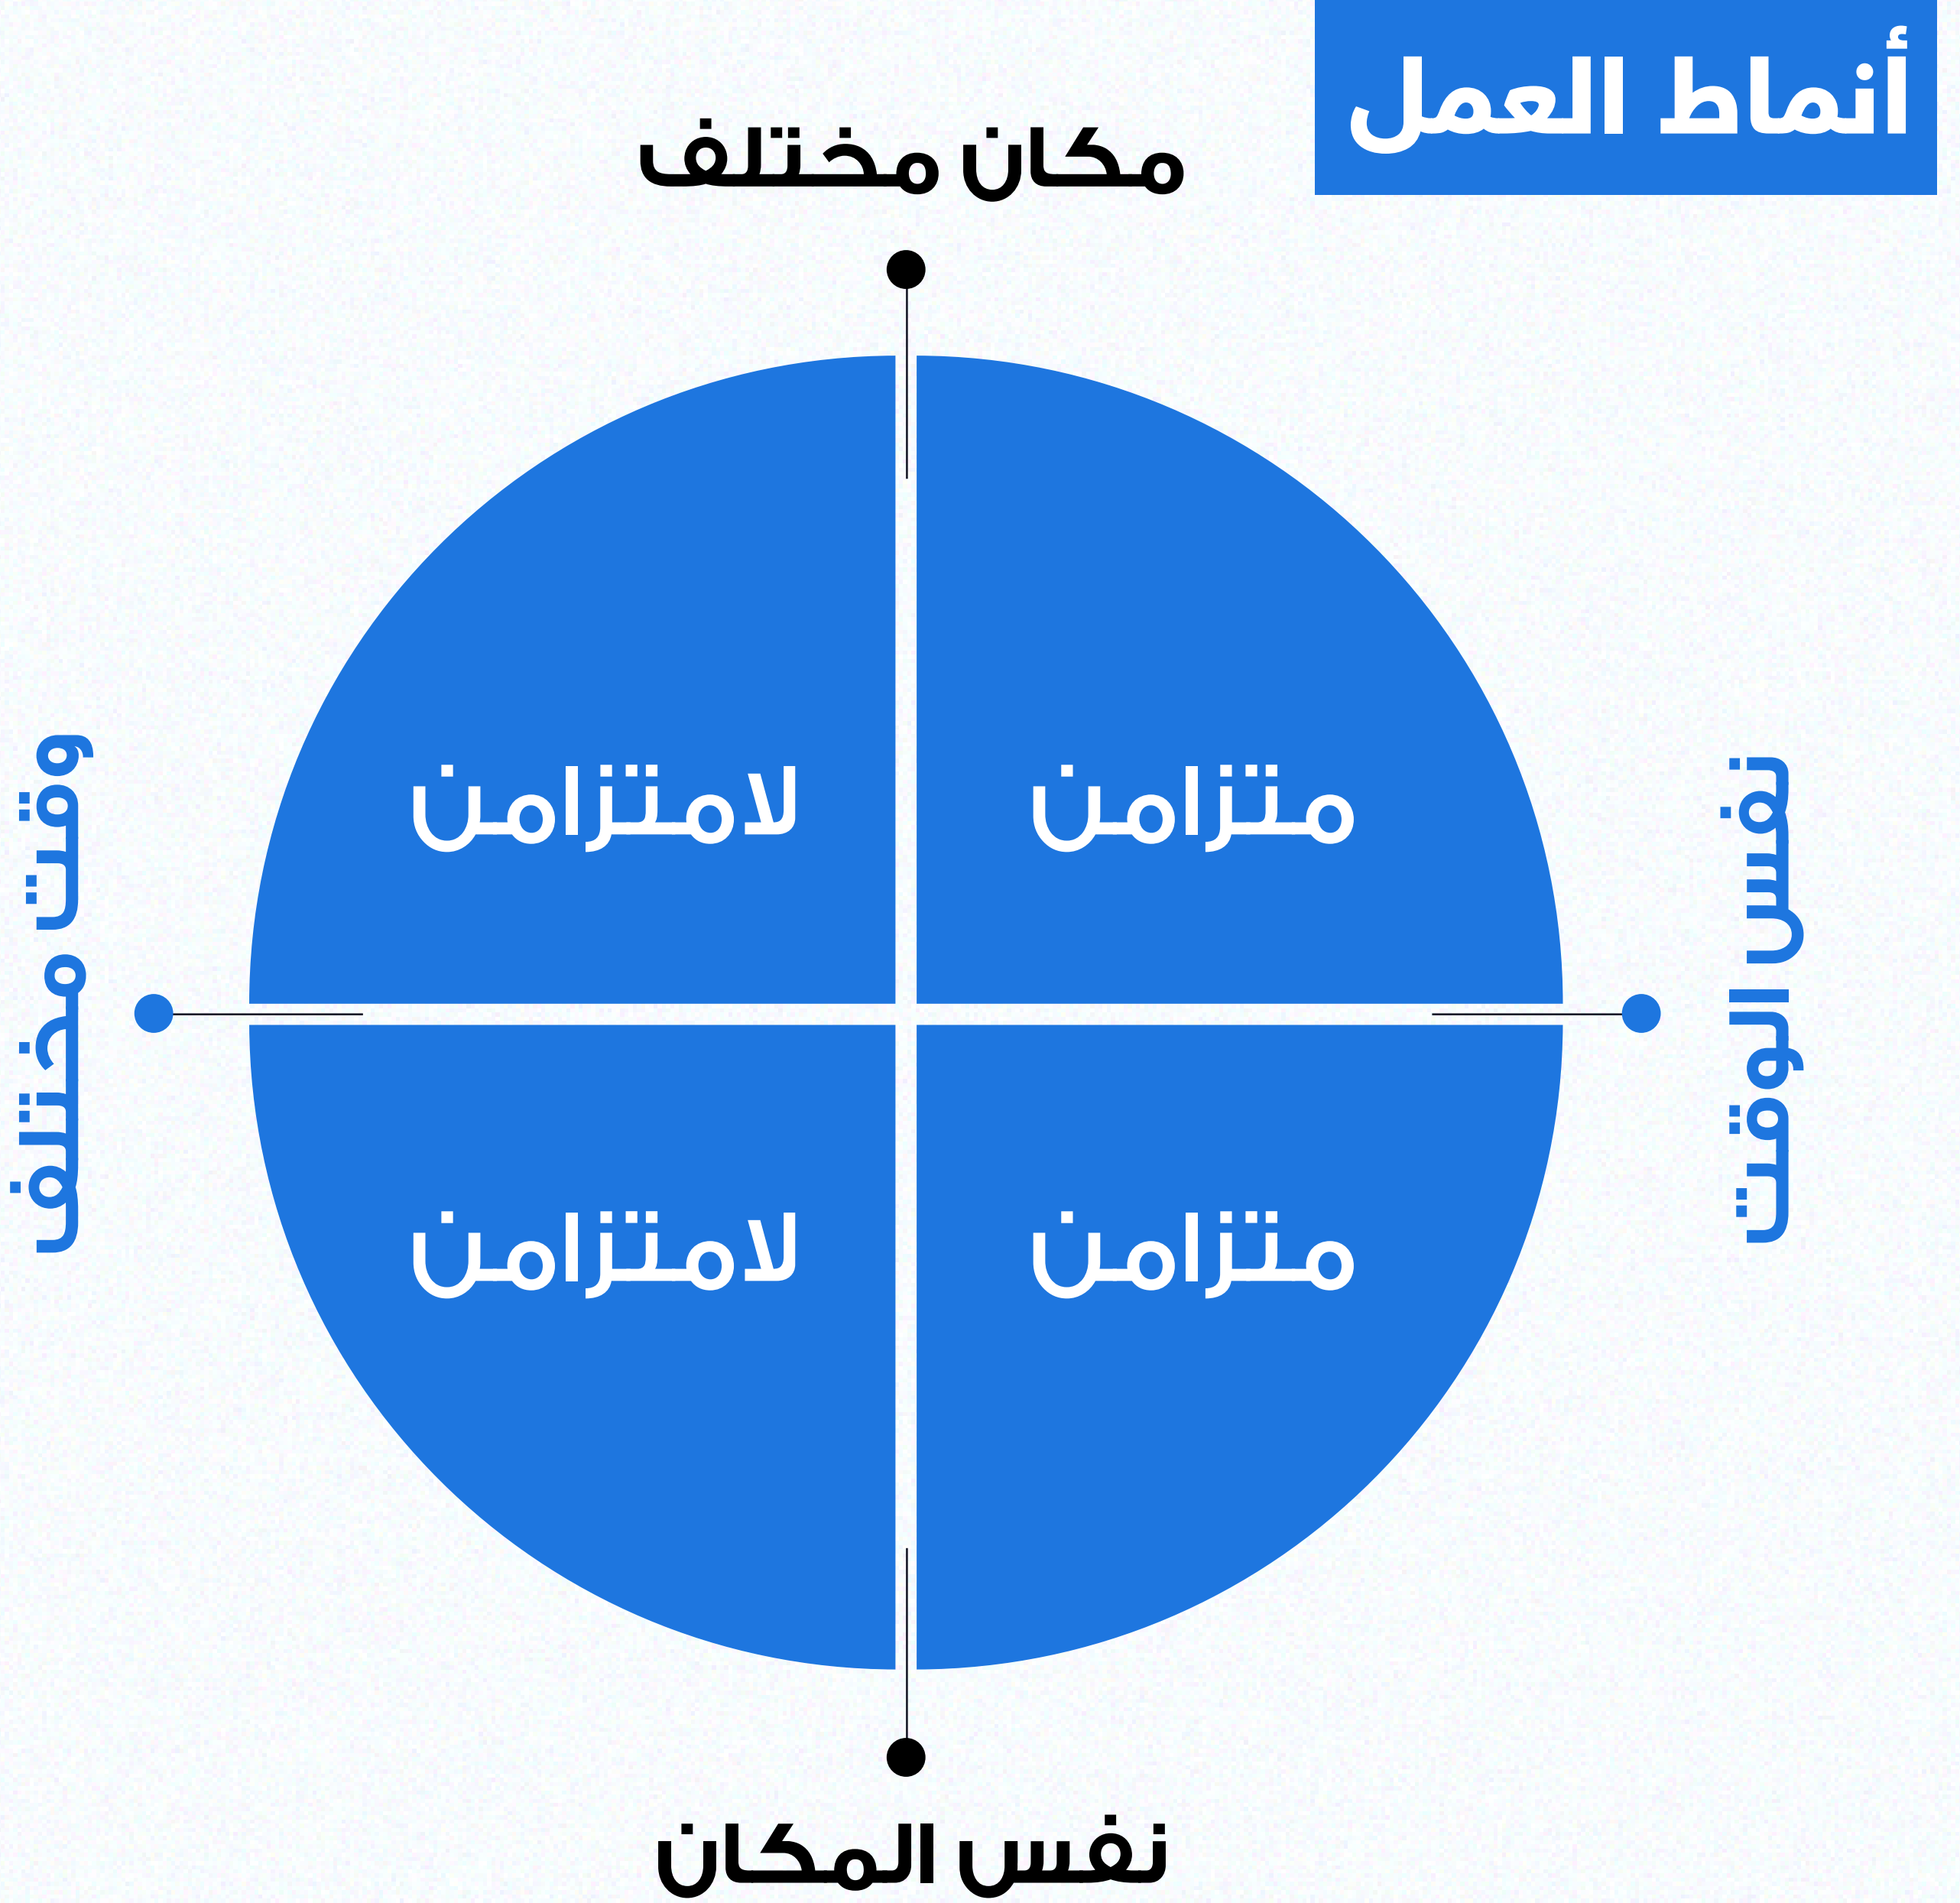 أنماط العمل
مكان مختلف
متزامن
لامتزامن
نفس الوقت
وقت مختلف
متزامن
لامتزامن
نفس المكان